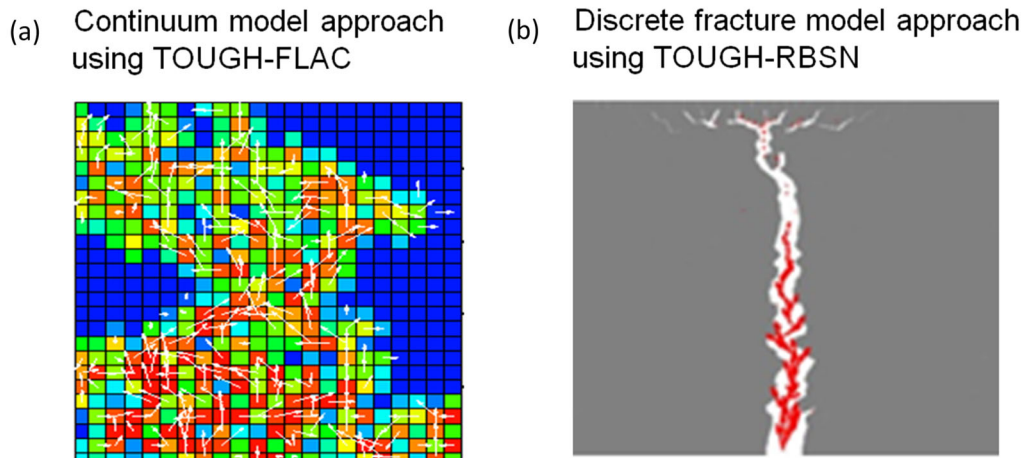 (a) Continuum model approach
using TOUGH-FLAC
(b) Discrete fracture model approach
using TOUGH-RBSN